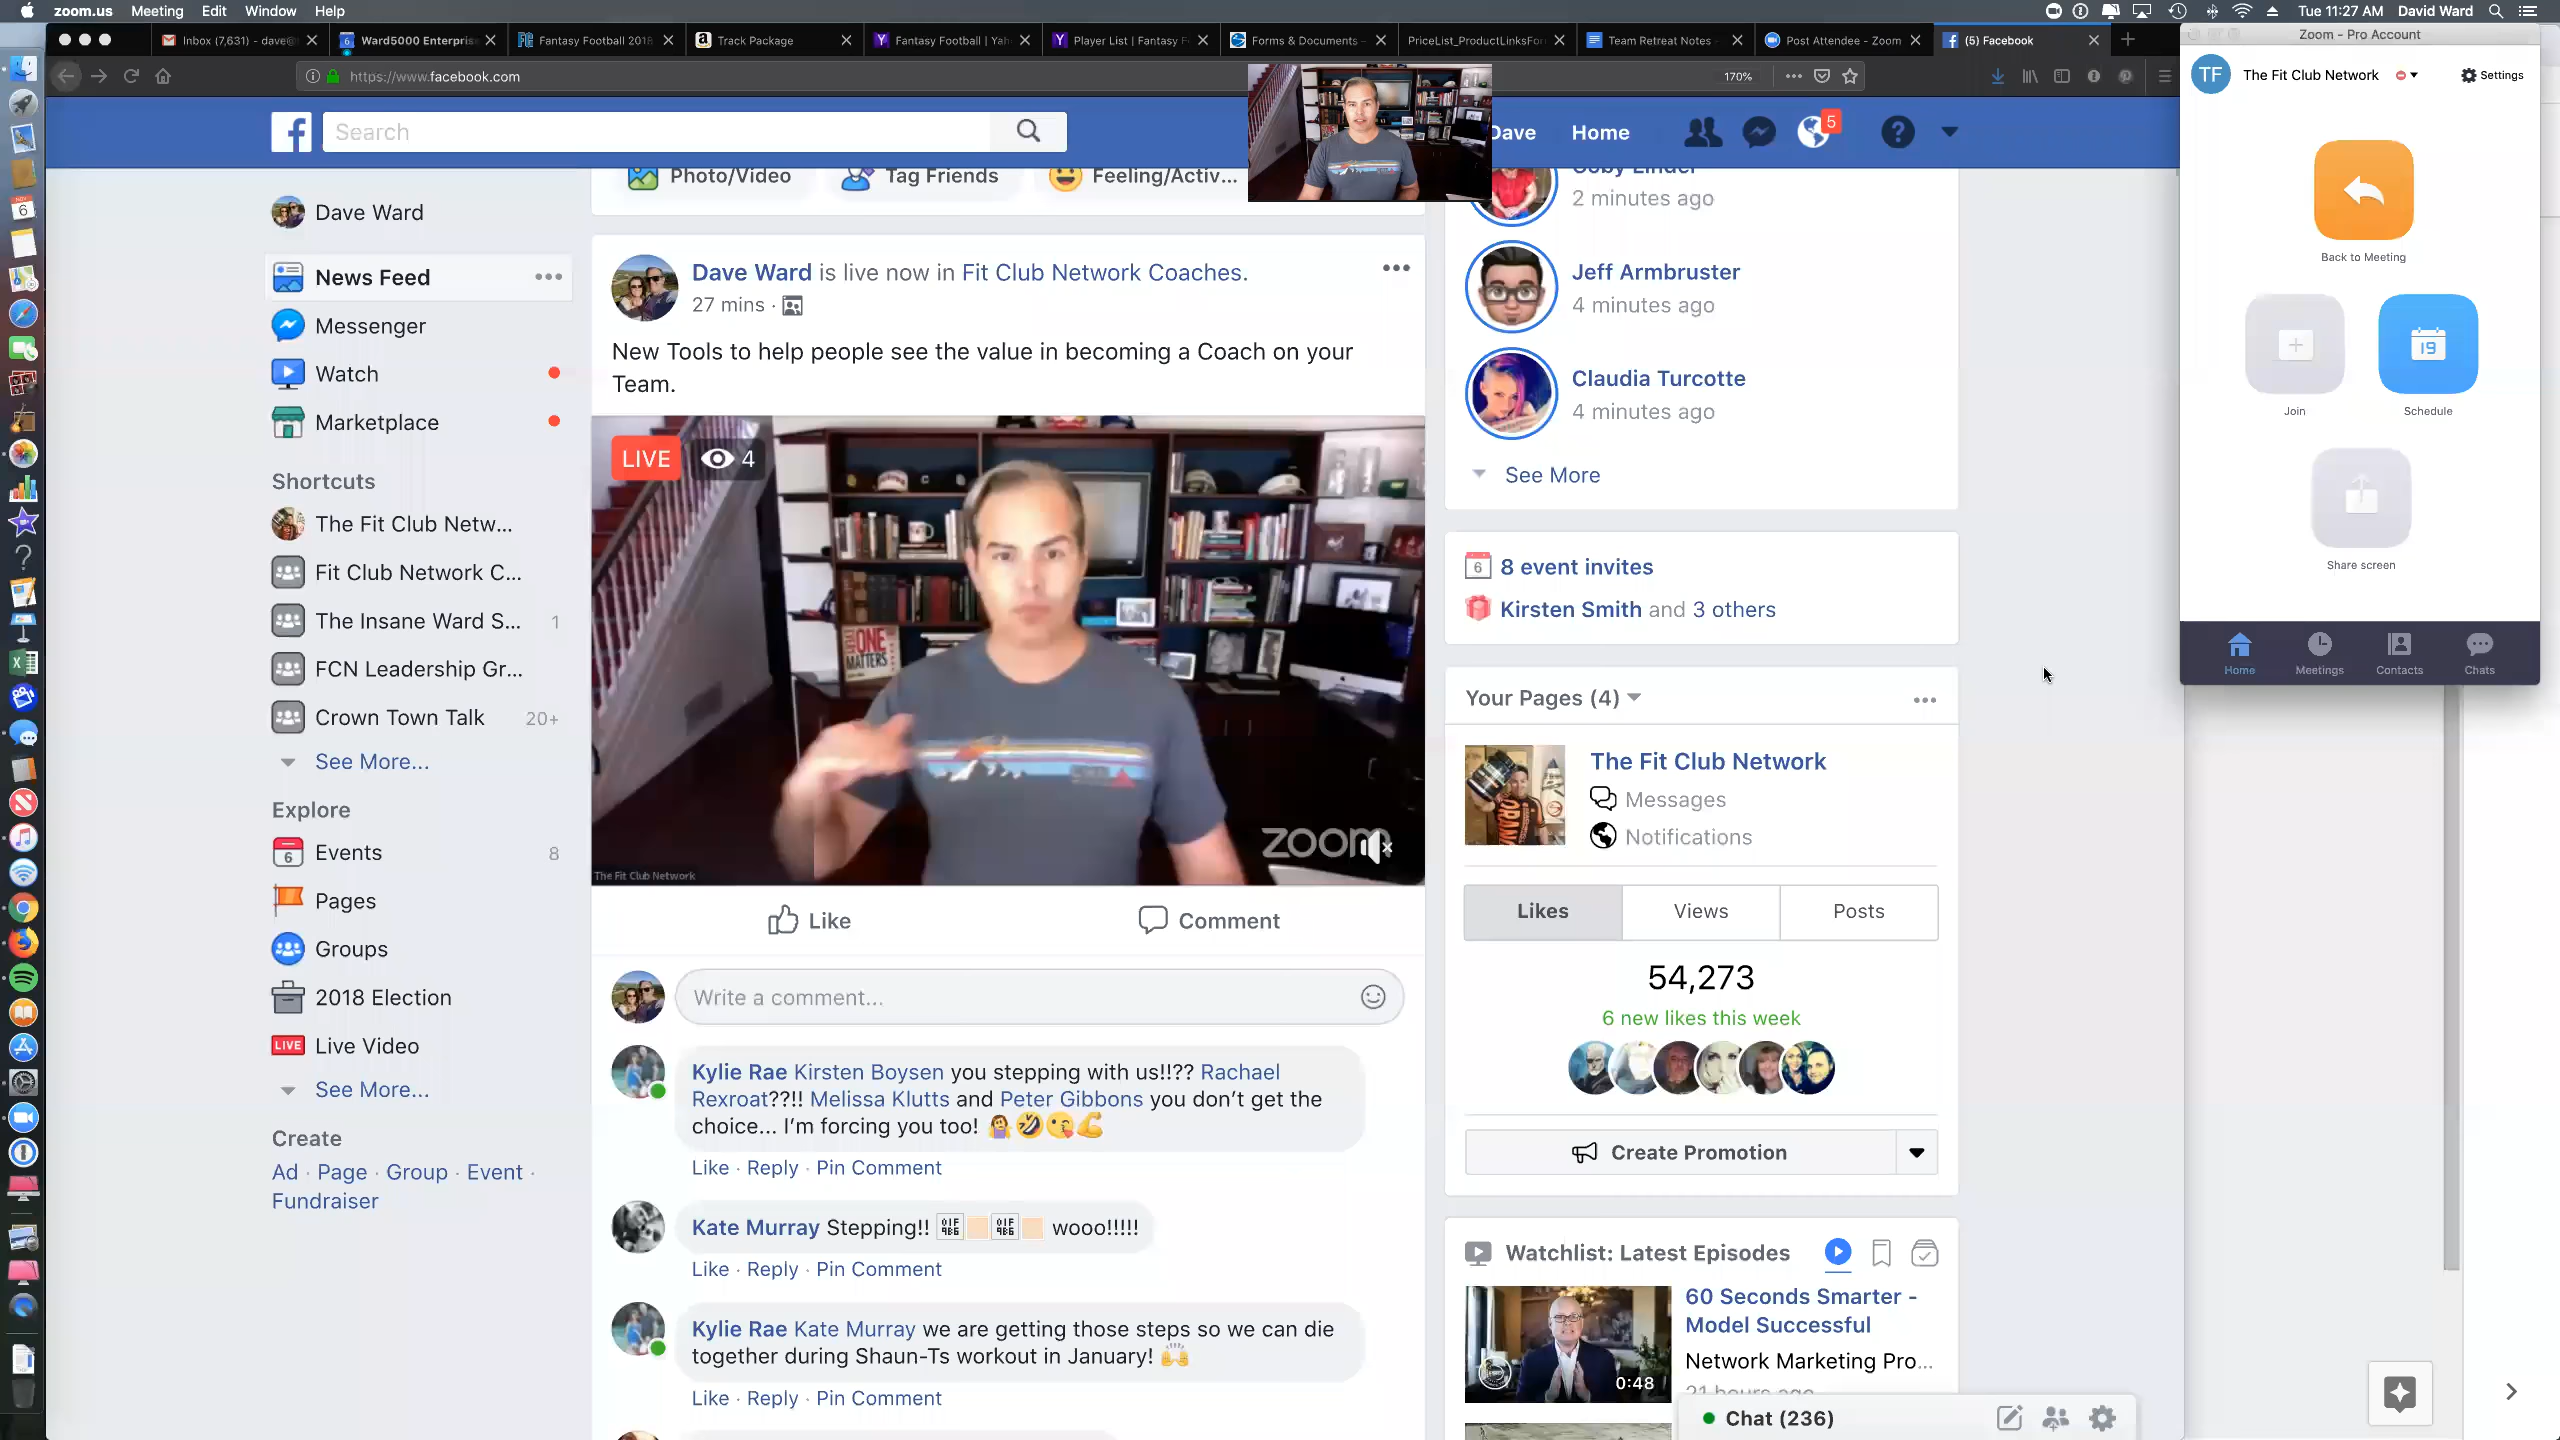 zoom.us Meeting Edit Window Help
Tue 11:27 AM David Ward
Inbox (7,631) - dave@
Ward5000 Enterpris
Fantasy Football 2018
Track Package
Fantasy Football | Yah
Player List | Fantasy F
Forms & Documents -
PriceList_ProductLinksFor
Team Retreat Notes -
Post Attendee - Zoom
(5) Facebook
https://www.facebook.com
170%
Search
Dave
Home
5
Photo/Video
Tag Friends
Feeling/Activ...
Dave Ward
News Feed
Messenger
Watch
Marketplace
Shortcuts
The Fit Club Netw...
Fit Club Network C...
The Insane Ward S... 1
FCN Leadership Gr...
Crown Town Talk 20+
See More...
Explore
Events 8
Pages
Groups
2018 Election
LIVE Live Video
See More...
Create
Ad · Page · Group · Event ·
Fundraiser
Dave Ward is live now in Fit Club Network Coaches.
27 mins ·
New Tools to help people see the value in becoming a Coach on your
Team.
LIVE 4
THE ONE
MATTERS
zoom
The Fit Club Network
Like
Comment
Write a comment...
Kylie Rae Kirsten Boysen you stepping with us!!?? Rachael
Rexroat??!! Melissa Klutts and Peter Gibbons you don't get the
choice... I'm forcing you too! 🤷‍♀️🤣😘💪
Like · Reply · Pin Comment
Kate Murray Stepping!! wooo!!!!!
Like · Reply · Pin Comment
Kylie Rae Kate Murray we are getting those steps so we can die
together during Shaun-Ts workout in January! 🙌
Like · Reply · Pin Comment
2 minutes ago
Jeff Armbruster
4 minutes ago
Claudia Turcotte
4 minutes ago
See More
6 8 event invites
Kirsten Smith and 3 others
Your Pages (4)
The Fit Club Network
Messages
Notifications
Likes
Views
Posts
54,273
6 new likes this week
Create Promotion
Watchlist: Latest Episodes
60 Seconds Smarter -
Model Successful
Network Marketing Pro...
21 hours ago
0:48
Chat (236)
Zoom - Pro Account
TF The Fit Club Network
Settings
Back to Meeting
Join
19
Schedule
Share screen
Home
Meetings
Contacts
Chats